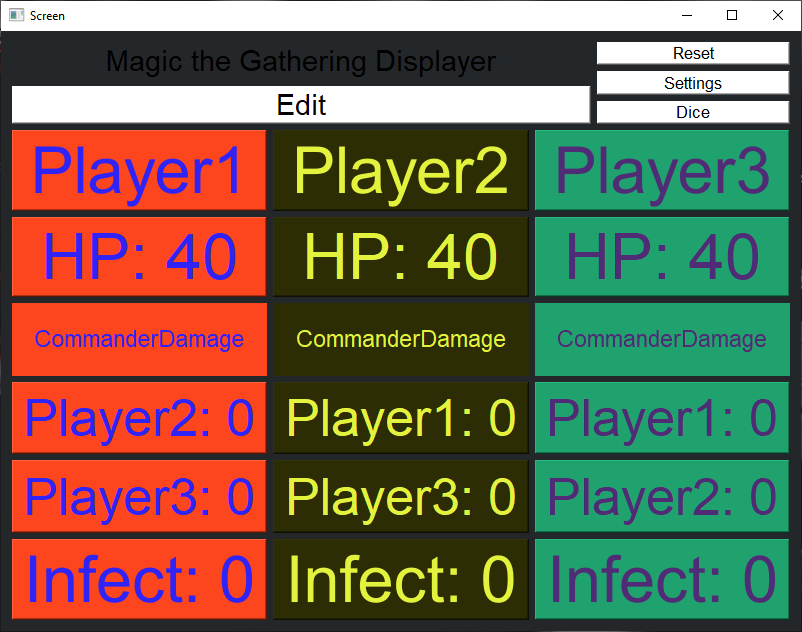 Screen
Magic the Gathering Displayer
Reset
Settings
Edit
Dice
Player1 Player2 Player3
HP: 40 HP: 40 HP: 40
CommanderDamage CommanderDamage CommanderDamage
Player2: 0 Player1: 0 Player1: 0
Player3: 0 Player3: 0 Player2: 0
Infect: 0 Infect: 0 Infect: 0